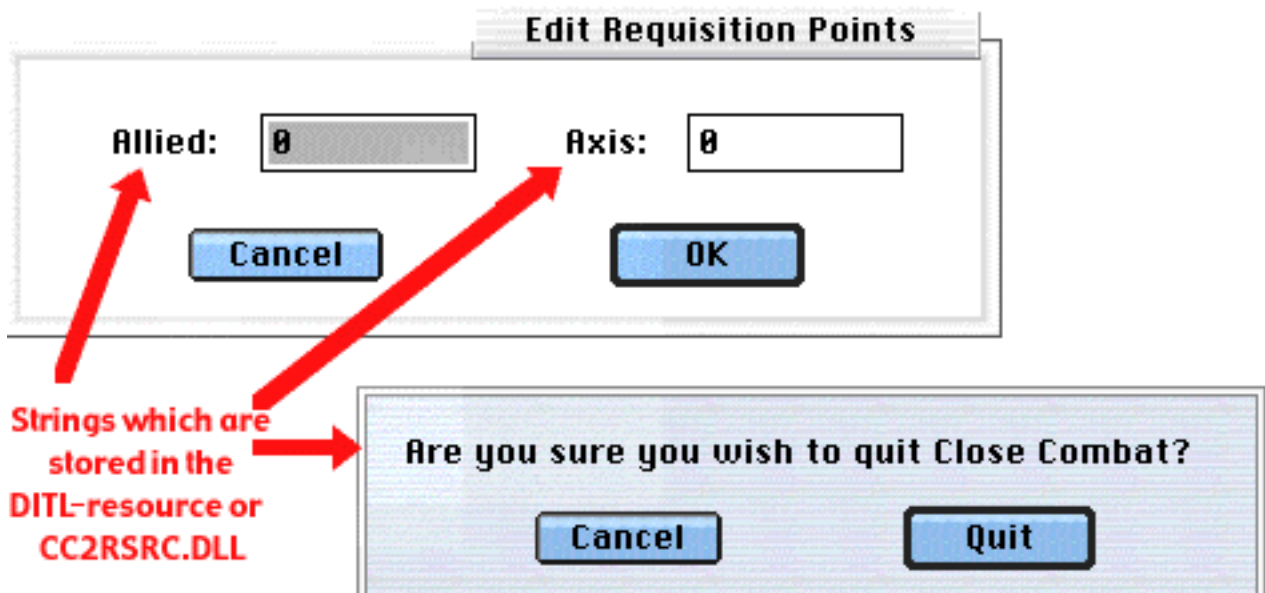 Edit Requisition Points
Allied: 0 Axis: 0
Cancel OK
Strings which are
stored in the
DITL-resource or
CC2RSRC.DLL
Are you sure you wish to quit Close Combat?
Cancel Quit